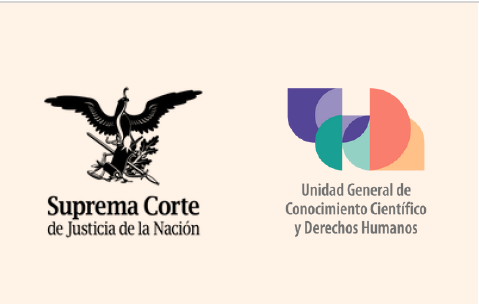 Suprema Corte
de Justicia de la Nación
Unidad General de
Conocimiento Científico
y Derechos Humanos